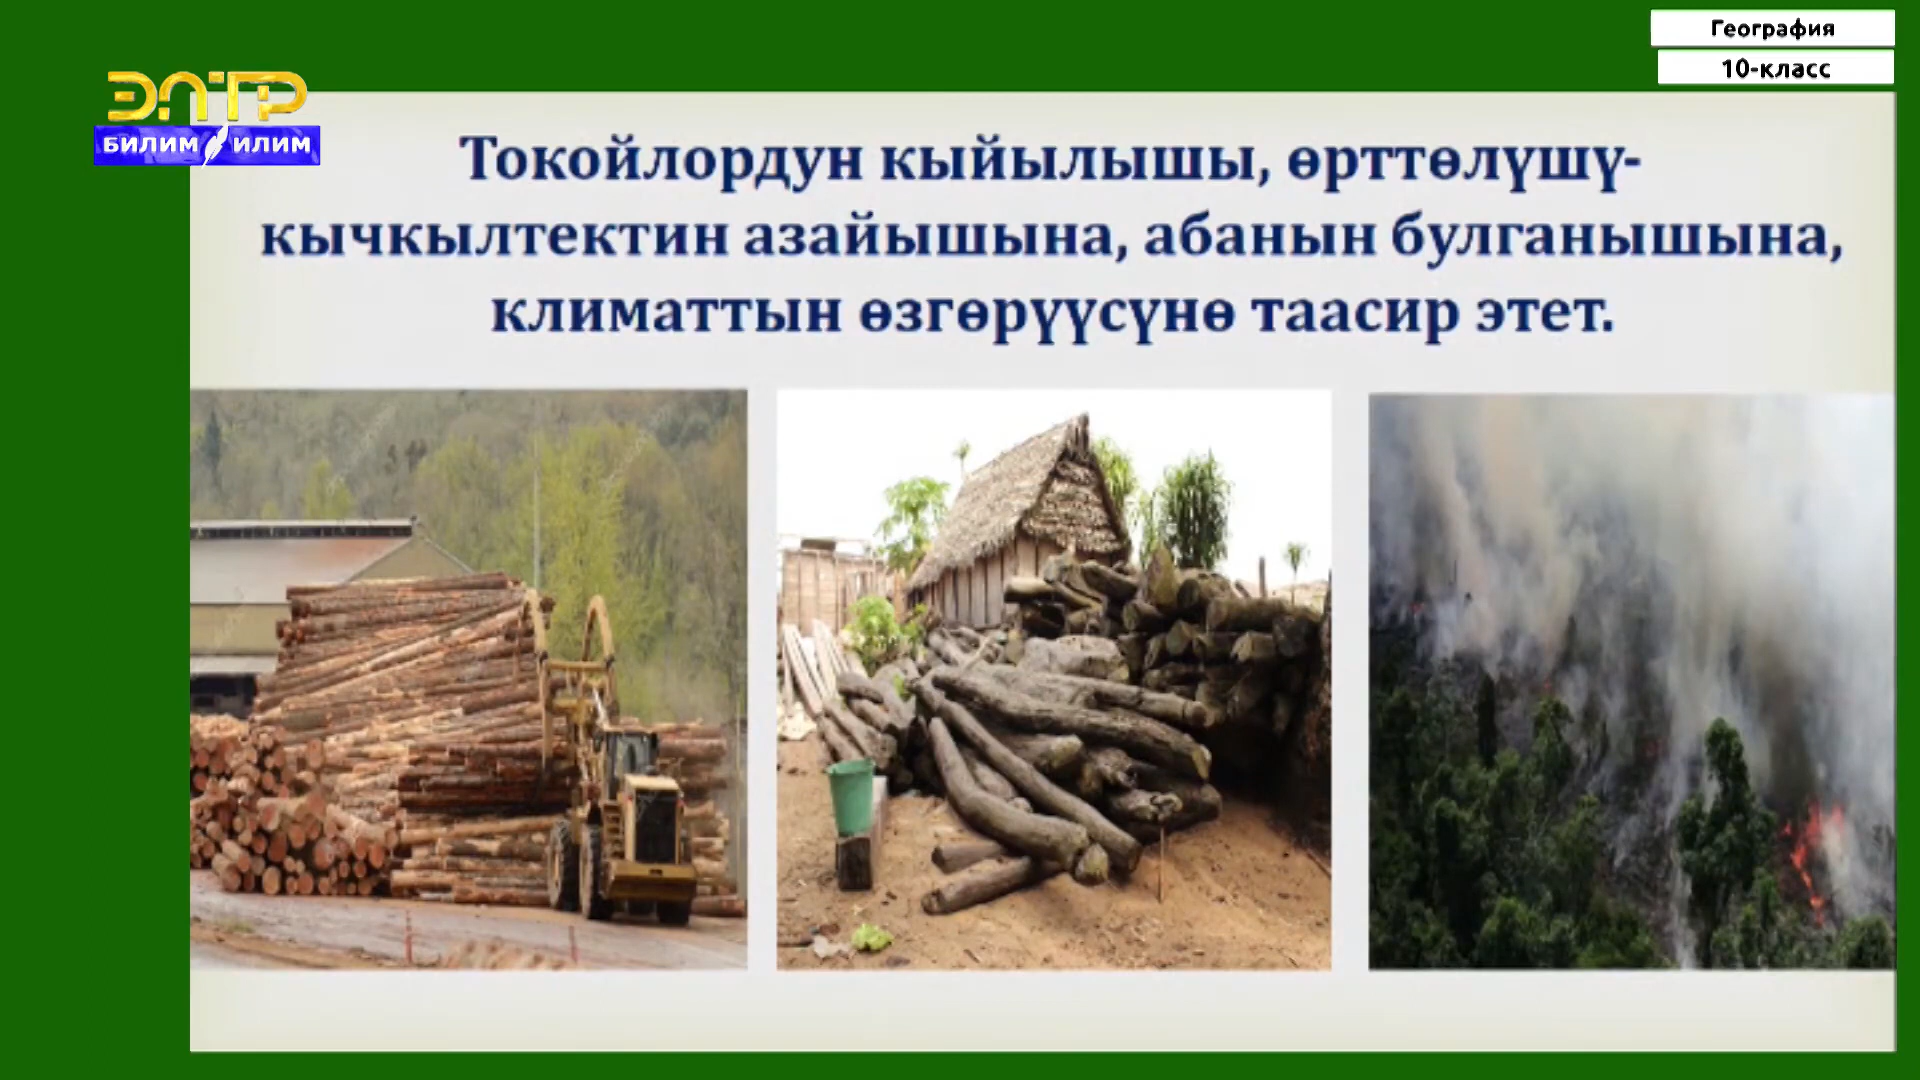 География
10-класс
ЭЛТР
БИЛИМ ИЛИМ
Токойлордун кыйылышы, өрттөлүшү-
кычкылтектин азайышына, абанын булганышына,
климаттын өзгөрүүсүнө таасир этет.